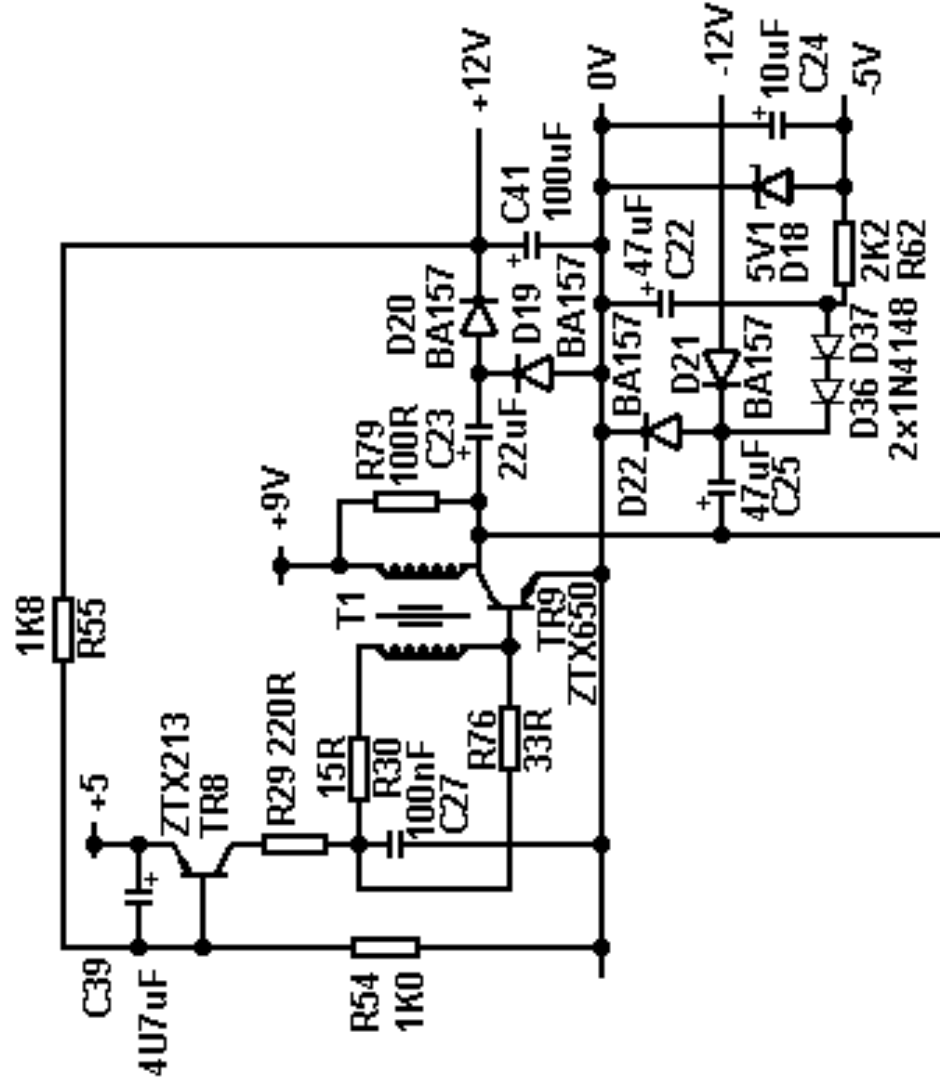 +12V
0V
-12V
10uF
C24
-5V
C41
100uF
47uF
C22
5V1
D18
2K2
R62
D20
BA157
D19
BA157
BA157
D21
BA157
D36 D37
2x1N4148
R79
100R
C23
22uF
D22
47uF
C25
+9V
1K8
R55
T1
TR9
ZTX650
+5
ZTX213
TR8
R29 220R
15R
R30
100nF
C27
R76
33R
C39
4U7uF
R54
1K0